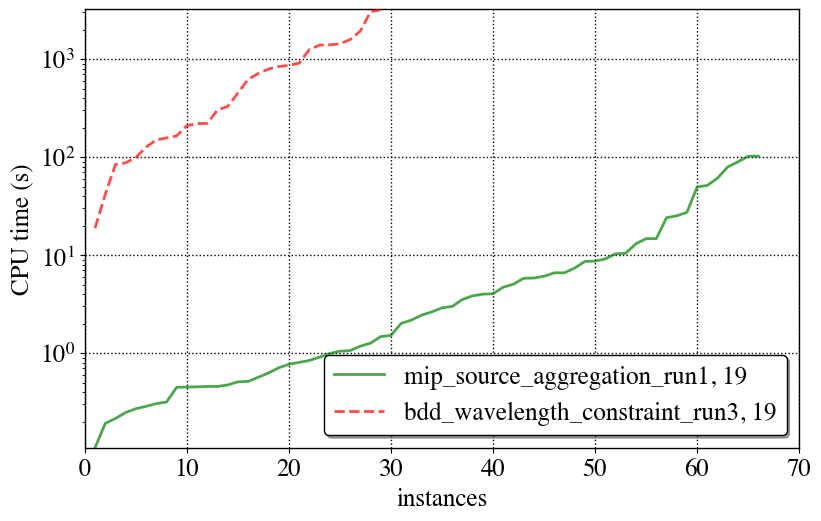 10³
10²
10¹
10⁰
CPU time (s)
mip_source_aggregation_run1, 19
bdd_wavelength_constraint_run3, 19
0 10 20 30 40 50 60 70
instances